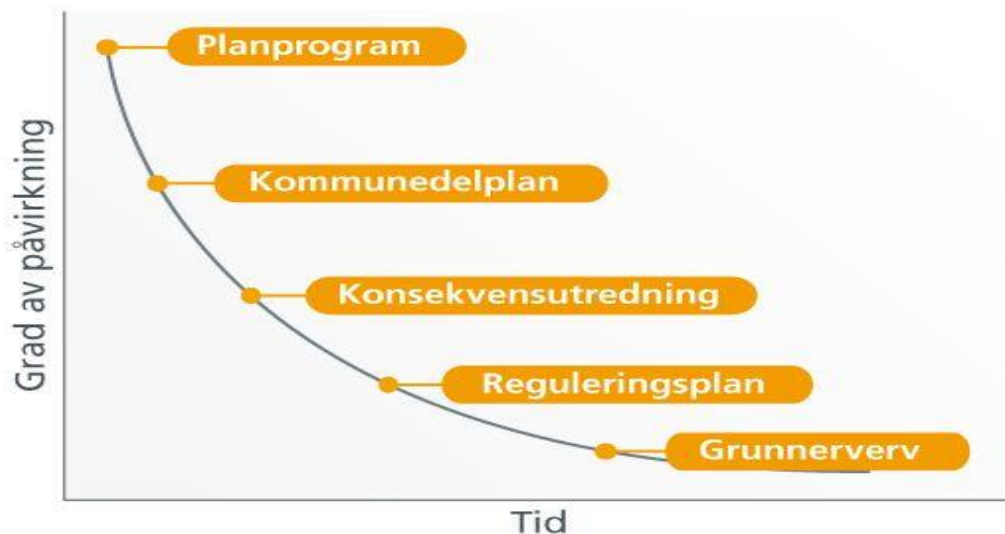 Planprogram
Kommunedelplan
Konsekvensutredning
Reguleringsplan
Grunnerverv
Grad av påvirkning
Tid